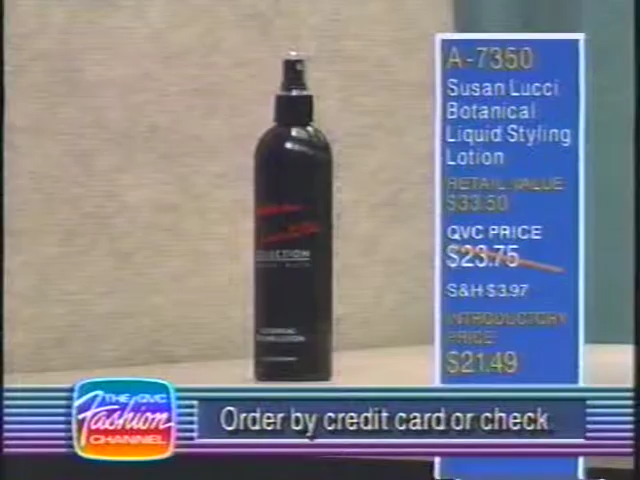 A-7350
Susan Lucci
Botanical
Liquid Styling
Lotion
RETAIL VALUE
$33.50
QVC PRICE
$23.75
S&H $3.97
INTRODUCTORY
PRICE
$21.49
THE QVC
Fashion
CHANNEL
Order by credit card or check